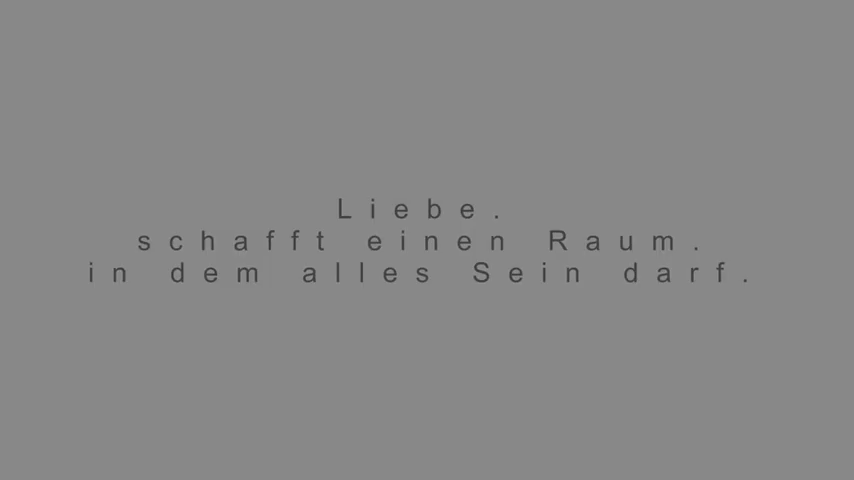 Liebe.
schafft einen Raum.
in dem alles Sein darf.